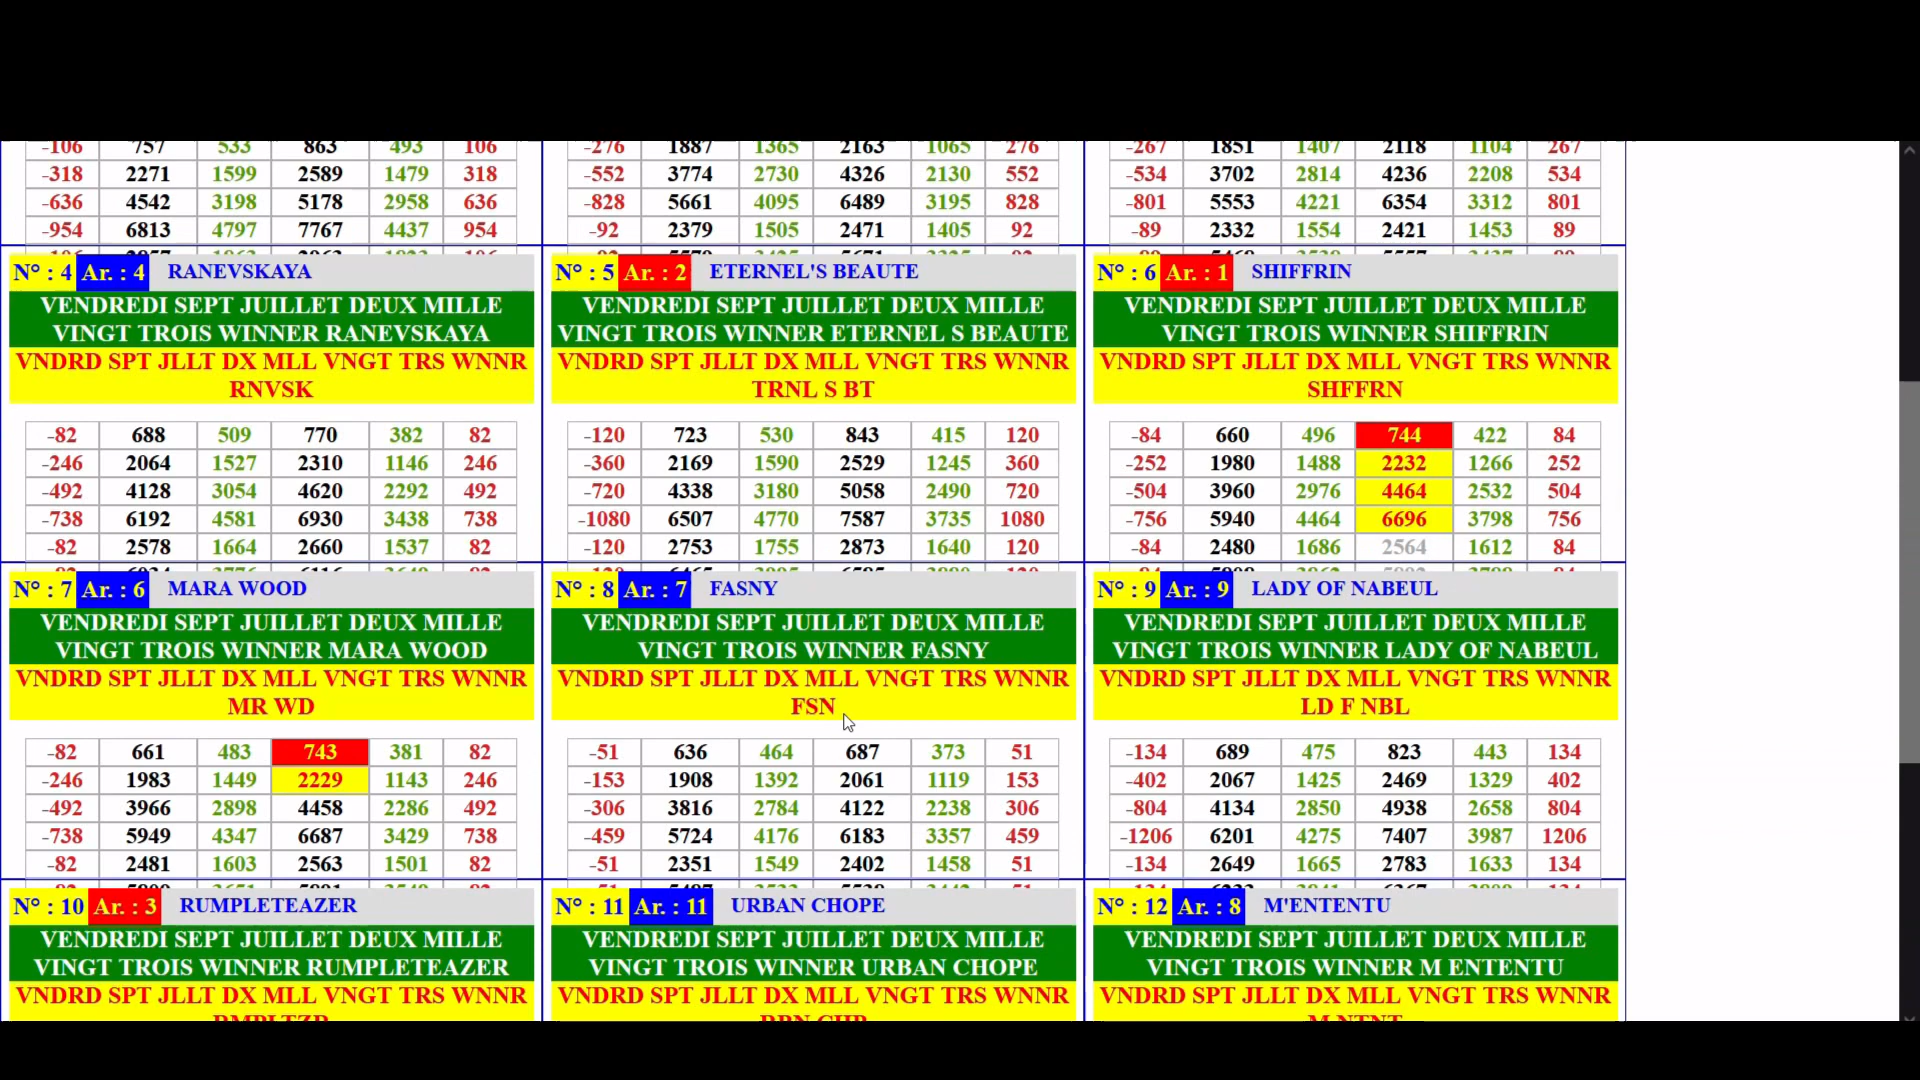 -106 757 533 863 493 106
-318 2271 1599 2589 1479 318
-636 4542 3198 5178 2958 636
-954 6813 4797 7767 4437 954
-276 1887 1365 2163 1065 276
-552 3774 2730 4326 2130 552
-828 5661 4095 6489 3195 828
-92 2379 1505 2471 1405 92
-267 1851 1407 2118 1104 267
-534 3702 2814 4236 2208 534
-801 5553 4221 6354 3312 801
-89 2332 1554 2421 1453 89
N° : 4 Ar. : 4 RANEVSKAYA
VENDREDI SEPT JUILLET DEUX MILLE
VINGT TROIS WINNER RANEVSKAYA
VNDRD SPT JLLT DX MLL VNGT TRS WNNR
RNVSK
-82 688 509 770 382 82
-246 2064 1527 2310 1146 246
-492 4128 3054 4620 2292 492
-738 6192 4581 6930 3438 738
-82 2578 1664 2660 1537 82
N° : 5 Ar. : 2 ETERNEL'S BEAUTE
VENDREDI SEPT JUILLET DEUX MILLE
VINGT TROIS WINNER ETERNEL S BEAUTE
VNDRD SPT JLLT DX MLL VNGT TRS WNNR
TRNL S BT
-120 723 530 843 415 120
-360 2169 1590 2529 1245 360
-720 4338 3180 5058 2490 720
-1080 6507 4770 7587 3735 1080
-120 2753 1755 2873 1640 120
N° : 6 Ar. : 1 SHIFFRIN
VENDREDI SEPT JUILLET DEUX MILLE
VINGT TROIS WINNER SHIFFRIN
VNDRD SPT JLLT DX MLL VNGT TRS WNNR
SHFFRN
-84 660 496 744 422 84
-252 1980 1488 2232 1266 252
-504 3960 2976 4464 2532 504
-756 5940 4464 6696 3798 756
-84 2480 1686 2564 1612 84
N° : 7 Ar. : 6 MARA WOOD
VENDREDI SEPT JUILLET DEUX MILLE
VINGT TROIS WINNER MARA WOOD
VNDRD SPT JLLT DX MLL VNGT TRS WNNR
MR WD
-82 661 483 743 381 82
-246 1983 1449 2229 1143 246
-492 3966 2898 4458 2286 492
-738 5949 4347 6687 3429 738
-82 2481 1603 2563 1501 82
N° : 8 Ar. : 7 FASNY
VENDREDI SEPT JUILLET DEUX MILLE
VINGT TROIS WINNER FASNY
VNDRD SPT JLLT DX MLL VNGT TRS WNNR
FSN
-51 636 464 687 373 51
-153 1908 1392 2061 1119 153
-306 3816 2784 4122 2238 306
-459 5724 4176 6183 3357 459
-51 2351 1549 2402 1458 51
N° : 9 Ar. : 9 LADY OF NABEUL
VENDREDI SEPT JUILLET DEUX MILLE
VINGT TROIS WINNER LADY OF NABEUL
VNDRD SPT JLLT DX MLL VNGT TRS WNNR
LD F NBL
-134 689 475 823 443 134
-402 2067 1425 2469 1329 402
-804 4134 2850 4938 2658 804
-1206 6201 4275 7407 3987 1206
-134 2649 1665 2783 1633 134
N° : 10 Ar. : 3 RUMPLETEAZER
VENDREDI SEPT JUILLET DEUX MILLE
VINGT TROIS WINNER RUMPLETEAZER
VNDRD SPT JLLT DX MLL VNGT TRS WNNR
N° : 11 Ar. : 11 URBAN CHOPE
VENDREDI SEPT JUILLET DEUX MILLE
VINGT TROIS WINNER URBAN CHOPE
VNDRD SPT JLLT DX MLL VNGT TRS WNNR
N° : 12 Ar. : 8 M'ENTENTU
VENDREDI SEPT JUILLET DEUX MILLE
VINGT TROIS WINNER M ENTENTU
VNDRD SPT JLLT DX MLL VNGT TRS WNNR